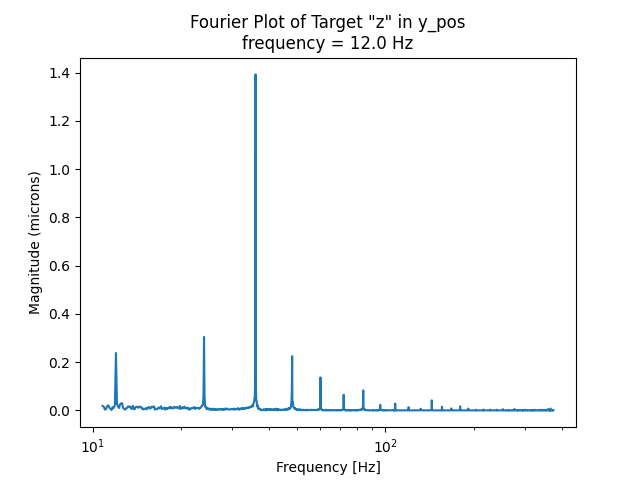 Fourier Plot of Target "z" in y_pos
frequency = 12.0 Hz
1.4
1.2
1.0
0.8
0.6
0.4
0.2
0.0
Magnitude (microns)
10¹
10²
Frequency [Hz]